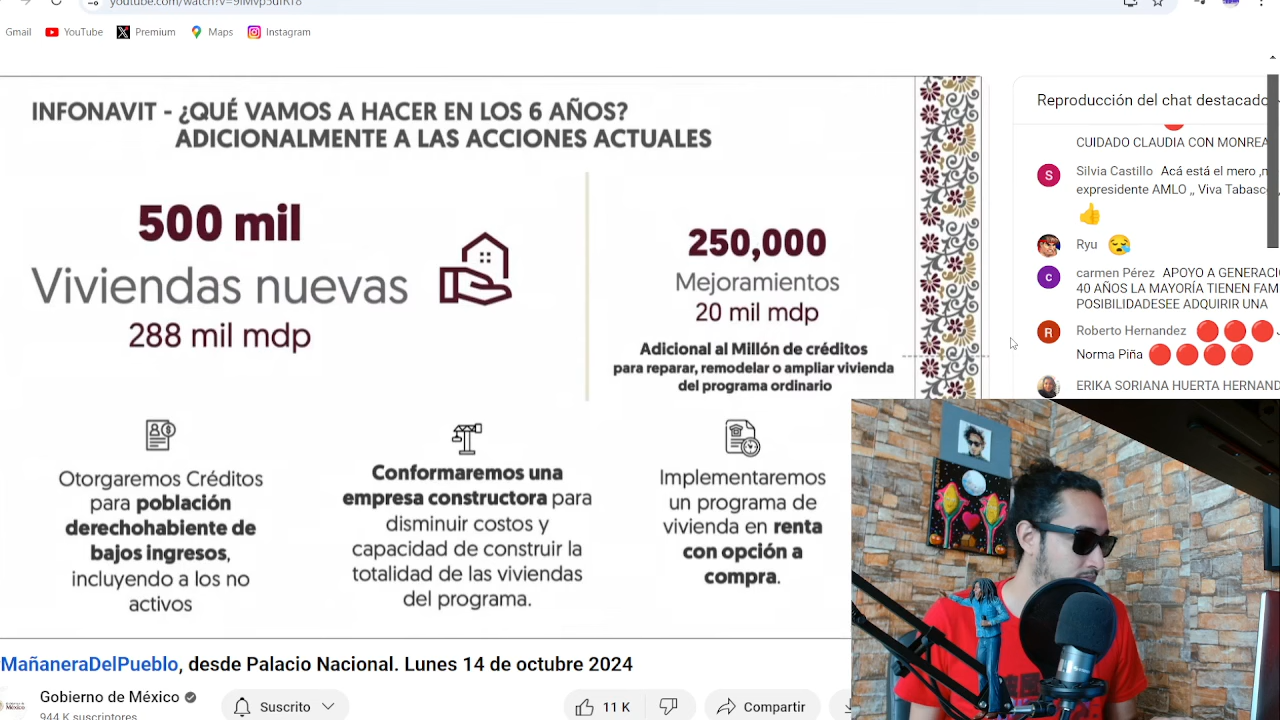 youtube.com/watch?v=
Gmail YouTube Premium Maps Instagram
INFONAVIT - ¿QUÉ VAMOS A HACER EN LOS 6 AÑOS?
ADICIONALMENTE A LAS ACCIONES ACTUALES
500 mil
Viviendas nuevas
288 mil mdp
250,000
Mejoramientos
20 mil mdp
Adicional al Millón de créditos
para reparar, remodelar o ampliar vivienda
del programa ordinario
Otorgaremos Créditos
para población
derechohabiente de
bajos ingresos,
incluyendo a los no
activos
Conformaremos una
empresa constructora para
disminuir costos y
capacidad de construir la
totalidad de las viviendas
del programa.
Implementaremos
un programa de
vivienda en renta
con opción a
compra.
MañaneraDelPueblo, desde Palacio Nacional. Lunes 14 de octubre 2024
Gobierno de México
944 K suscriptores
Suscrito
11 K
Compartir
Reproducción del chat destacado
CUIDADO CLAUDIA CON MONREA
S
Silvia Castillo Acá está el mero ,
expresidente AMLO ,, Viva Tabasco
👍
Ryu 😪
c
carmen Pérez APOYO A GENERACI
40 AÑOS LA MAYORÍA TIENEN FAM
POSIBILIDADESEE ADQUIRIR UNA
R
Roberto Hernandez 🔴🔴🔴
Norma Piña 🔴🔴🔴🔴
ERIKA SORIANA HUERTA HERNAND